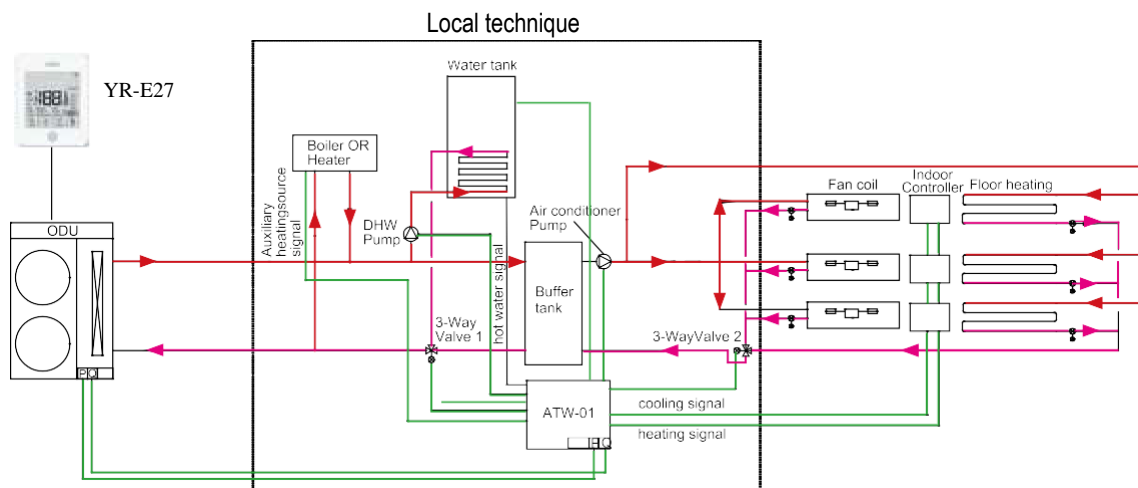 Local technique
YR-E27
188
Water tank
Boiler OR
Heater
Fan coil
Indoor
Controller
Floor heating
ODU
Auxiliary
heatingsource
signal
DHW
Pump
Air conditioner
Pump
hot water signal
Buffer
tank
3-Way
Valve 1
3-WayValve 2
P Q
ATW-01
cooling signal
heating signal
P Q